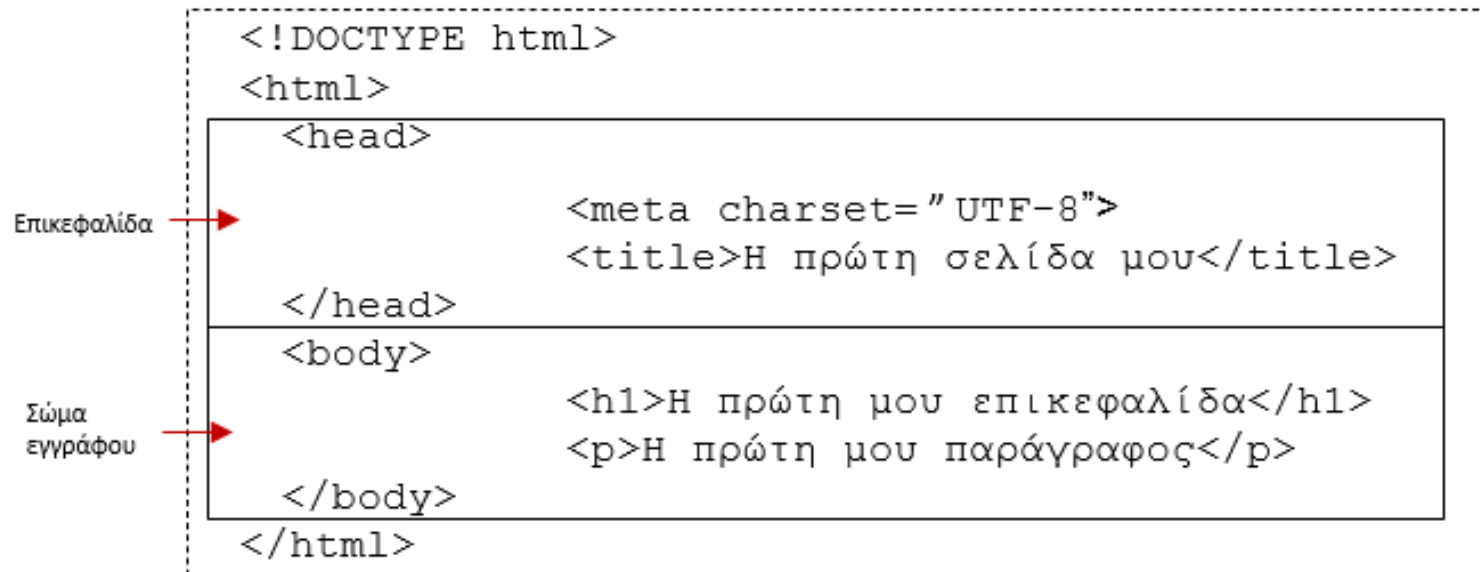 <!DOCTYPE html>
<html>
<head>
Επικεφαλίδα
<meta charset=″UTF-8”>
<title>Η πρώτη σελίδα μου</title>
</head>
<body>
<h1>Η πρώτη μου επικεφαλίδα</h1>
Σώμα
εγγράφου
<p>Η πρώτη μου παράγραφος</p>
</body>
</html>